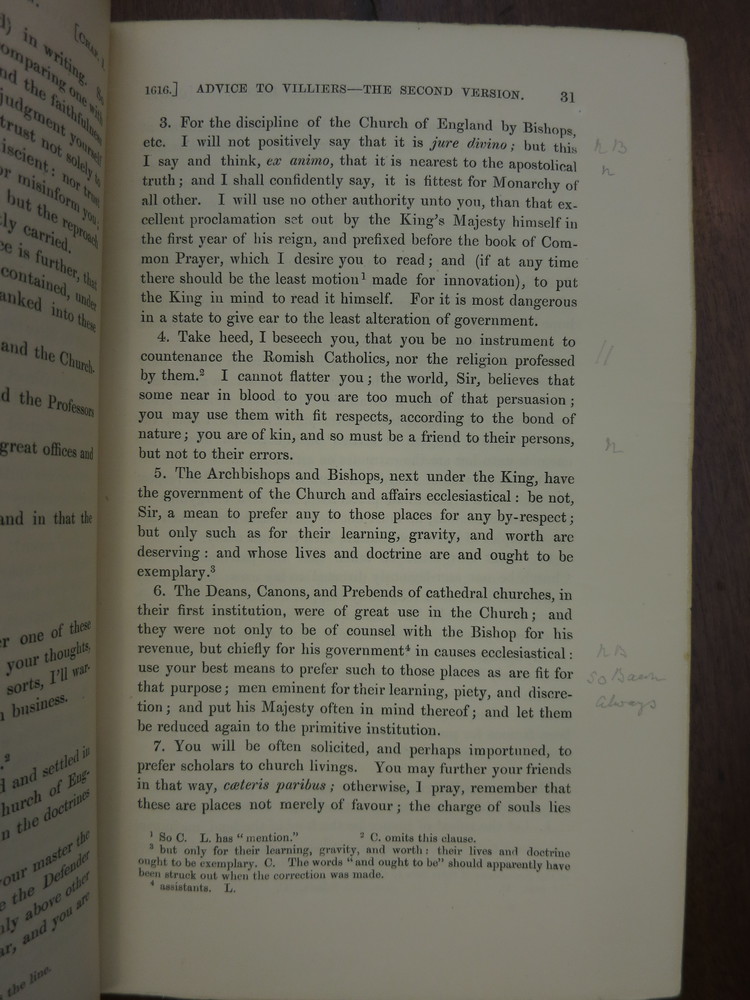 [CHAP. I.
in writing. So
comparing one with
nd the faithfulness
judgment yourself
trust not solely to
iscient: nor trust
or misinform you;
but the reproach
tly carried.
ce is further, that
contained, under
anked into these
and the Church.
d the Professors
great offices and
and in that the
er one of these
your thoughts,
sorts, I'll war-
business.
d and settled in
hurch of Eng-
n the doctrines
our master the
e the Defender
nly above other
ar, and you are
the line.
1616.] ADVICE TO VILLIERS—THE SECOND VERSION. 31
3. For the discipline of the Church of England by Bishops,
etc. I will not positively say that it is jure divino; but this
I say and think, ex animo, that it is nearest to the apostolical
truth; and I shall confidently say, it is fittest for Monarchy of
all other. I will use no other authority unto you, than that ex-
cellent proclamation set out by the King's Majesty himself in
the first year of his reign, and prefixed before the book of Com-
mon Prayer, which I desire you to read; and (if at any time
there should be the least motion¹ made for innovation), to put
the King in mind to read it himself. For it is most dangerous
in a state to give ear to the least alteration of government.
4. Take heed, I beseech you, that you be no instrument to
countenance the Romish Catholics, nor the religion professed
by them.² I cannot flatter you; the world, Sir, believes that
some near in blood to you are too much of that persuasion;
you may use them with fit respects, according to the bond of
nature; you are of kin, and so must be a friend to their persons,
but not to their errors.
5. The Archbishops and Bishops, next under the King, have
the government of the Church and affairs ecclesiastical: be not,
Sir, a mean to prefer any to those places for any by-respect;
but only such as for their learning, gravity, and worth are
deserving: and whose lives and doctrine are and ought to be
exemplary.³
6. The Deans, Canons, and Prebends of cathedral churches, in
their first institution, were of great use in the Church; and
they were not only to be of counsel with the Bishop for his
revenue, but chiefly for his government⁴ in causes ecclesiastical:
use your best means to prefer such to those places as are fit for
that purpose; men eminent for their learning, piety, and discre-
tion; and put his Majesty often in mind thereof; and let them
be reduced again to the primitive institution.
7. You will be often solicited, and perhaps importuned, to
prefer scholars to church livings. You may further your friends
in that way, cæteris paribus; otherwise, I pray, remember that
these are places not merely of favour; the charge of souls lies
¹ So C. L. has "mention." ² C. omits this clause.
³ but only for their learning, gravity, and worth: their lives and doctrine
ought to be exemplary. C. The words "and ought to be" should apparently have
been struck out when the correction was made.
⁴ assistants. L.
n B
n
//
n
n B
So Bacon
always